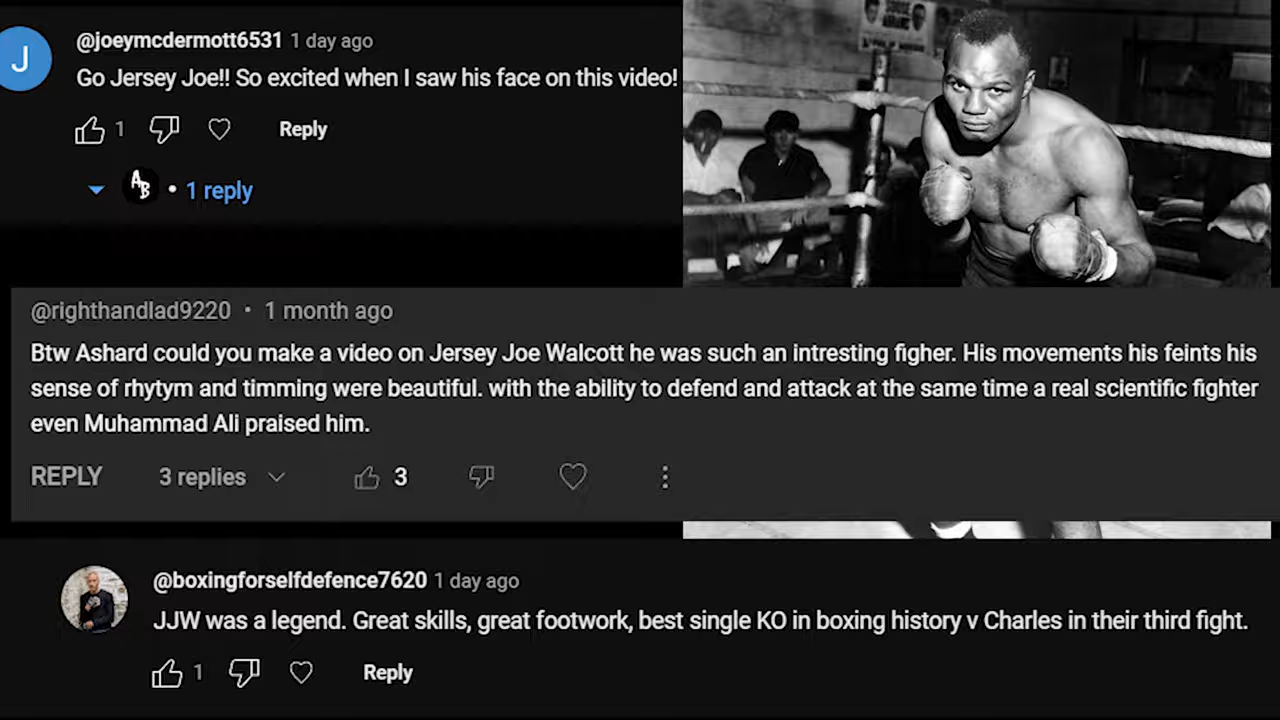 J
@joeymcdermott6531 1 day ago
Go Jersey Joe!! So excited when I saw his face on this video!
1
Reply
AB • 1 reply
@righthandlad9220 • 1 month ago
Btw Ashard could you make a video on Jersey Joe Walcott he was such an intresting figher. His movements his feints his
sense of rhytym and timming were beautiful. with the ability to defend and attack at the same time a real scientific fighter
even Muhammad Ali praised him.
REPLY 3 replies 3
@boxingforselfdefence7620 1 day ago
JJW was a legend. Great skills, great footwork, best single KO in boxing history v Charles in their third fight.
1 Reply